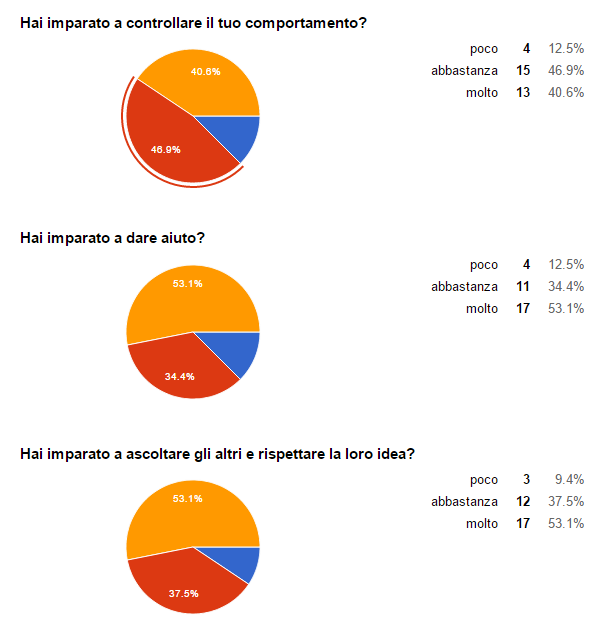 Hai imparato a controllare il tuo comportamento?
poco 4 12.5%
abbastanza 15 46.9%
molto 13 40.6%
40.6%
46.9%
Hai imparato a dare aiuto?
poco 4 12.5%
abbastanza 11 34.4%
molto 17 53.1%
53.1%
34.4%
Hai imparato a ascoltare gli altri e rispettare la loro idea?
poco 3 9.4%
abbastanza 12 37.5%
molto 17 53.1%
53.1%
37.5%